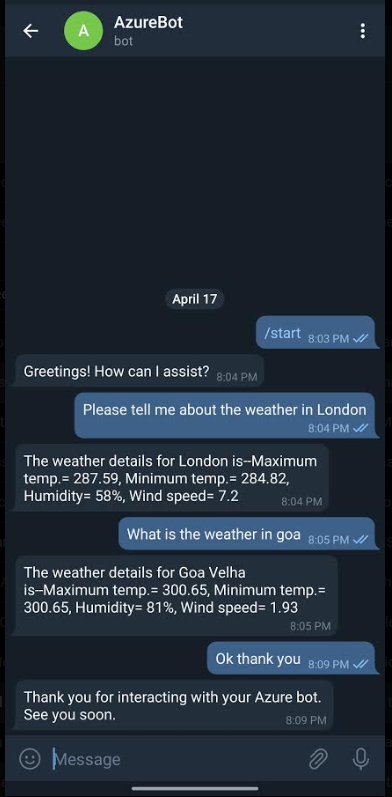 A
AzureBot
bot
April 17
/start 8:03 PM
Greetings! How can I assist? 8:04 PM
Please tell me about the weather in London
8:04 PM
The weather details for London is--Maximum
temp.= 287.59, Minimum temp.= 284.82,
Humidity= 58%, Wind speed= 7.2 8:04 PM
What is the weather in goa 8:05 PM
The weather details for Goa Velha
is--Maximum temp.= 300.65, Minimum temp.=
300.65, Humidity= 81%, Wind speed= 1.93
8:05 PM
Ok thank you 8:09 PM
Thank you for interacting with your Azure bot.
See you soon. 8:09 PM
Message